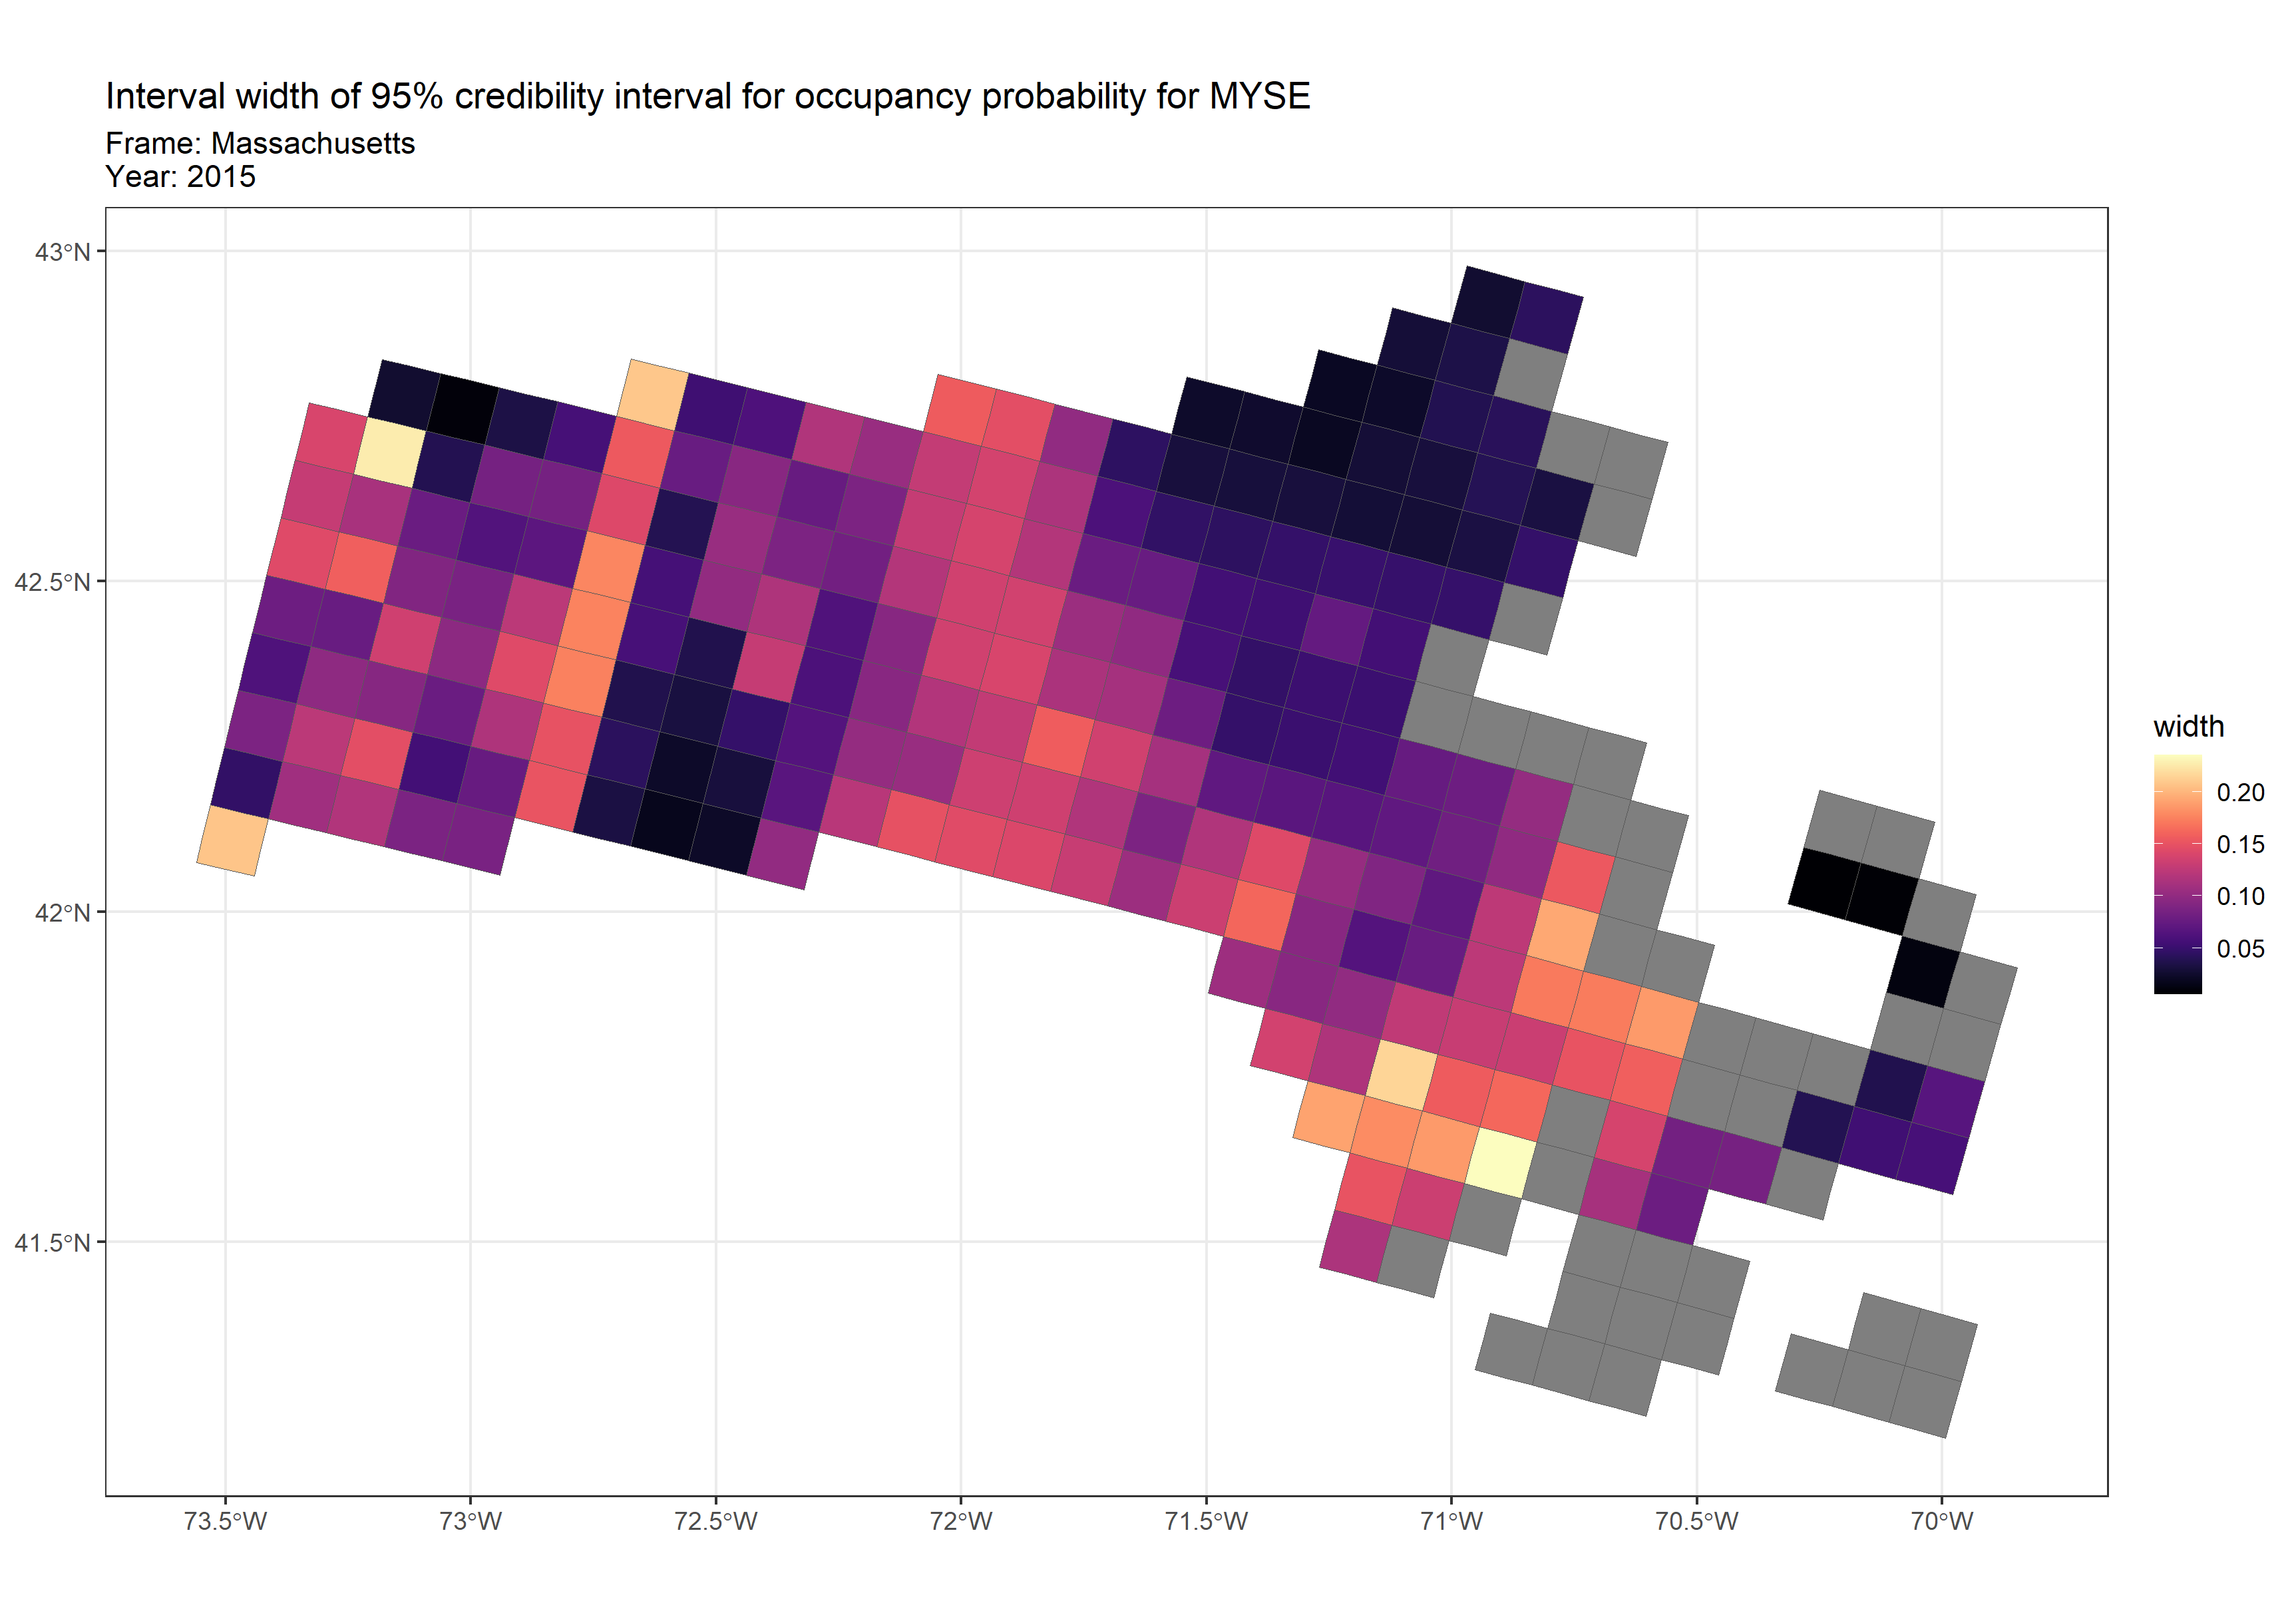 Interval width of 95% credibility interval for occupancy probability for MYSE
Frame: Massachusetts
Year: 2015
43°N
42.5°N
42°N
41.5°N
73.5°W
73°W
72.5°W
72°W
71.5°W
71°W
70.5°W
70°W
width
0.20
0.15
0.10
0.05